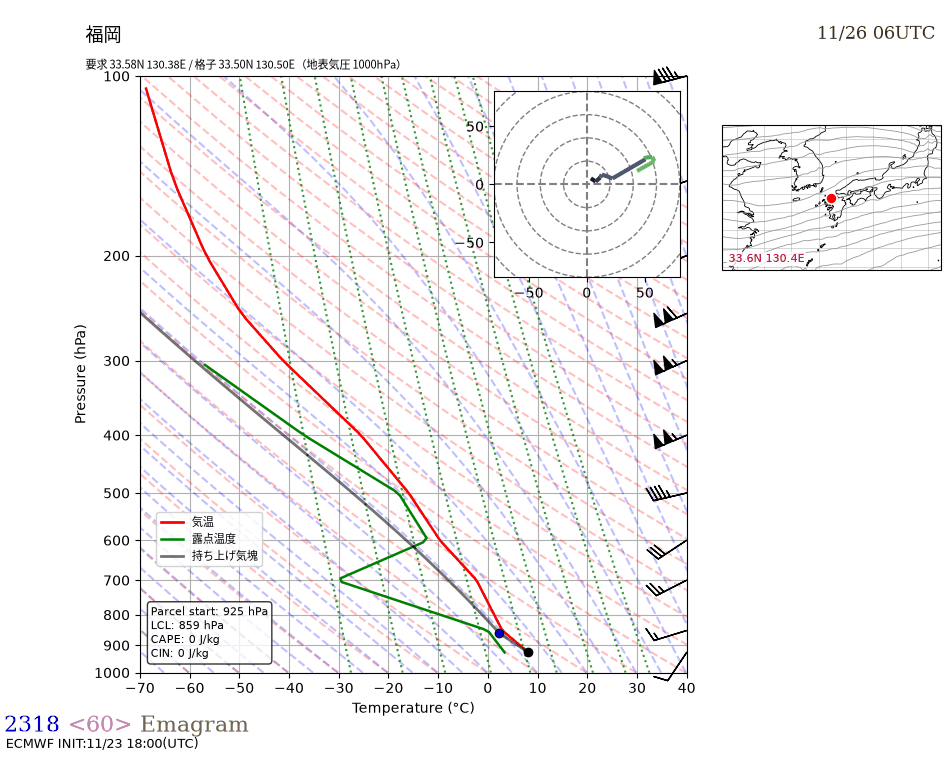 福岡
11/26 06UTC
要求 33.58N 130.38E / 格子 33.50N 130.50E（地表気圧 1000hPa）
100
200
300
400
500
600
700
800
900
1000
Pressure (hPa)
−70 −60 −50 −40 −30 −20 −10 0 10 20 30 40
Temperature (°C)
50
0
−50
−50 0 50
33.6N 130.4E
気温
露点温度
持ち上げ気塊
Parcel start: 925 hPa
LCL: 859 hPa
CAPE: 0 J/kg
CIN: 0 J/kg
2318 <60> Emagram
ECMWF INIT:11/23 18:00(UTC)